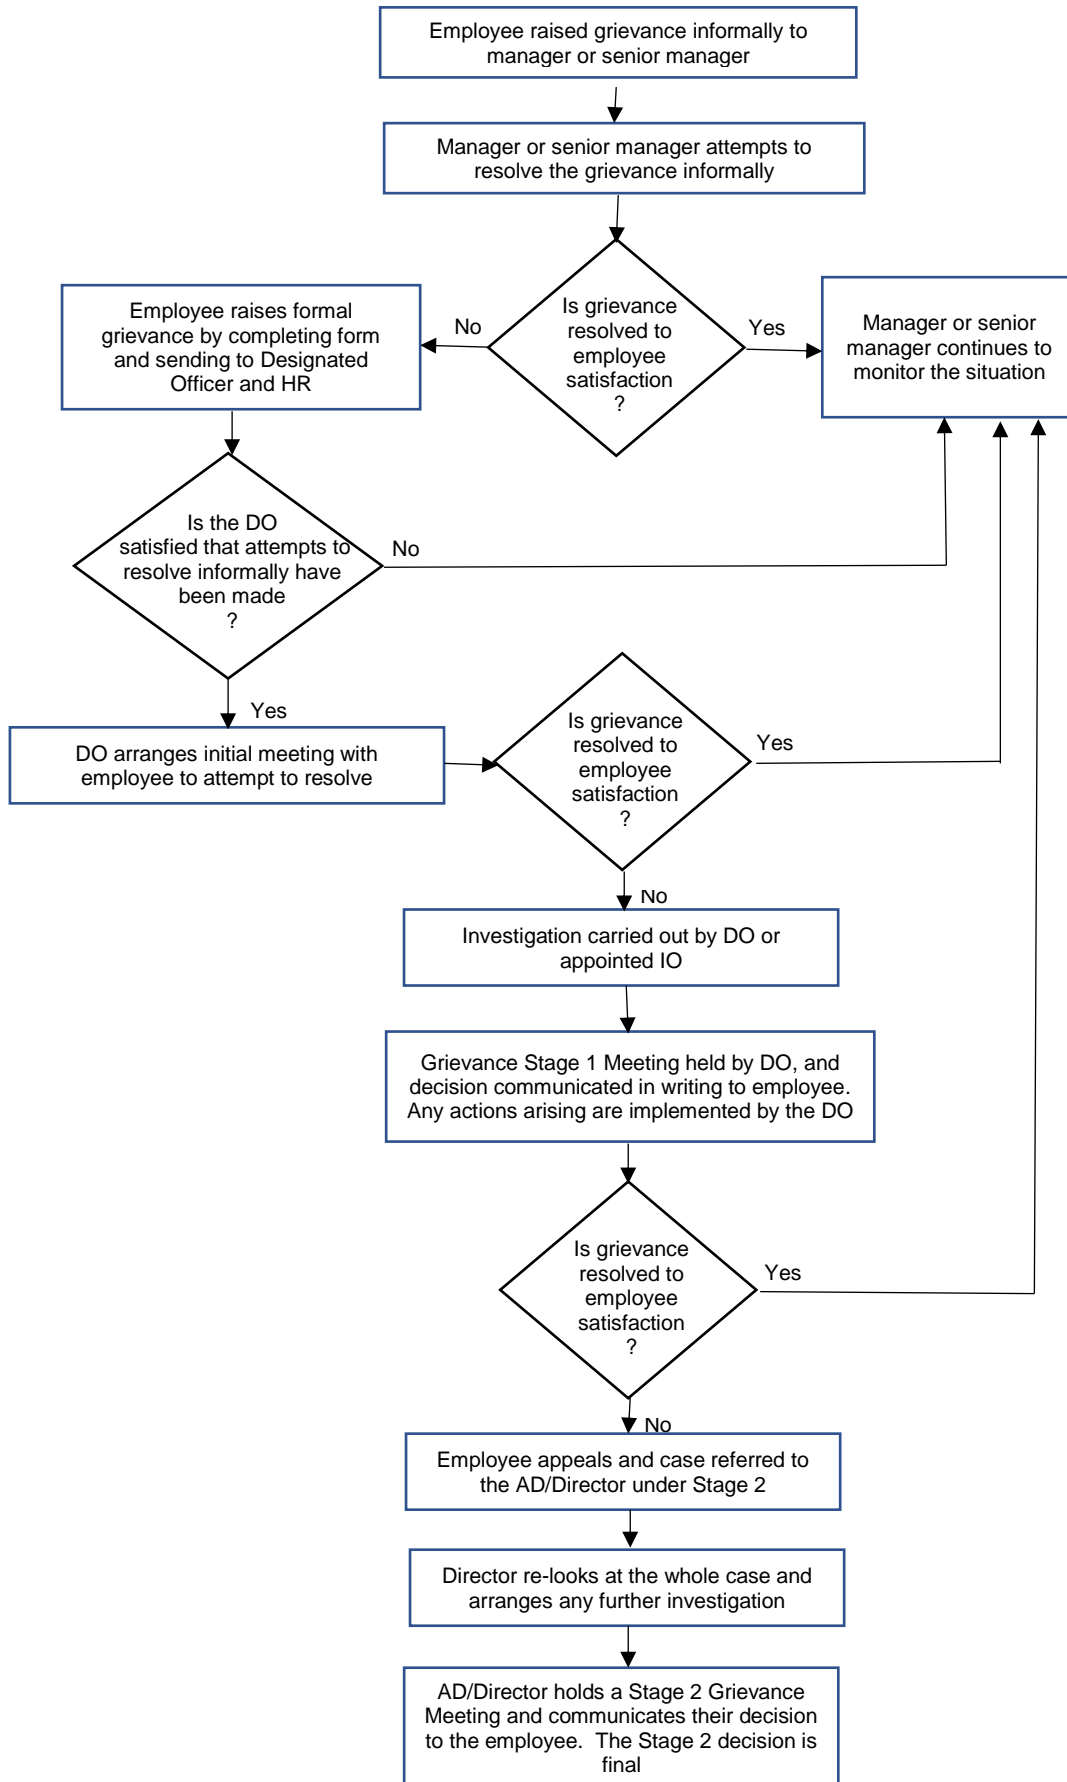 Employee raised grievance informally to
manager or senior manager
Manager or senior manager attempts to
resolve the grievance informally
Is grievance
resolved to
employee
satisfaction
?
No
Yes
Employee raises formal
grievance by completing form
and sending to Designated
Officer and HR
Manager or senior
manager continues to
monitor the situation
Is the DO
satisfied that attempts to
resolve informally have
been made
?
No
Yes
DO arranges initial meeting with
employee to attempt to resolve
Is grievance
resolved to
employee
satisfaction
?
Yes
No
Investigation carried out by DO or
appointed IO
Grievance Stage 1 Meeting held by DO, and
decision communicated in writing to employee.
Any actions arising are implemented by the DO
Is grievance
resolved to
employee
satisfaction
?
Yes
No
Employee appeals and case referred to
the AD/Director under Stage 2
Director re-looks at the whole case and
arranges any further investigation
AD/Director holds a Stage 2 Grievance
Meeting and communicates their decision
to the employee.  The Stage 2 decision is
final